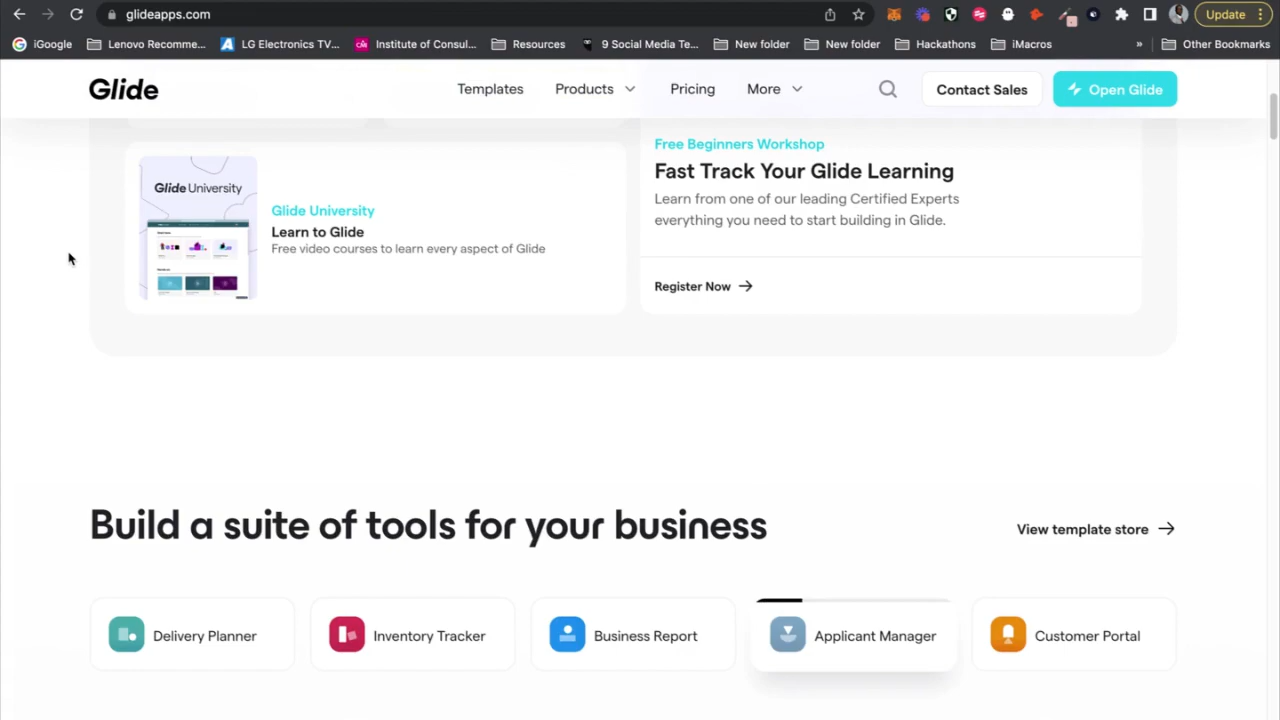 glideapps.com
Update
iGoogle
Lenovo Recomme...
LG Electronics TV...
Institute of Consul...
Resources
9 Social Media Te...
New folder
New folder
Hackathons
iMacros
»
Other Bookmarks
Glide
Templates
Products
Pricing
More
Contact Sales
Open Glide
Glide University
Glide University
Learn to Glide
Free video courses to learn every aspect of Glide
Free Beginners Workshop
Fast Track Your Glide Learning
Learn from one of our leading Certified Experts
everything you need to start building in Glide.
Register Now
Build a suite of tools for your business
View template store
Delivery Planner
Inventory Tracker
Business Report
Applicant Manager
Customer Portal